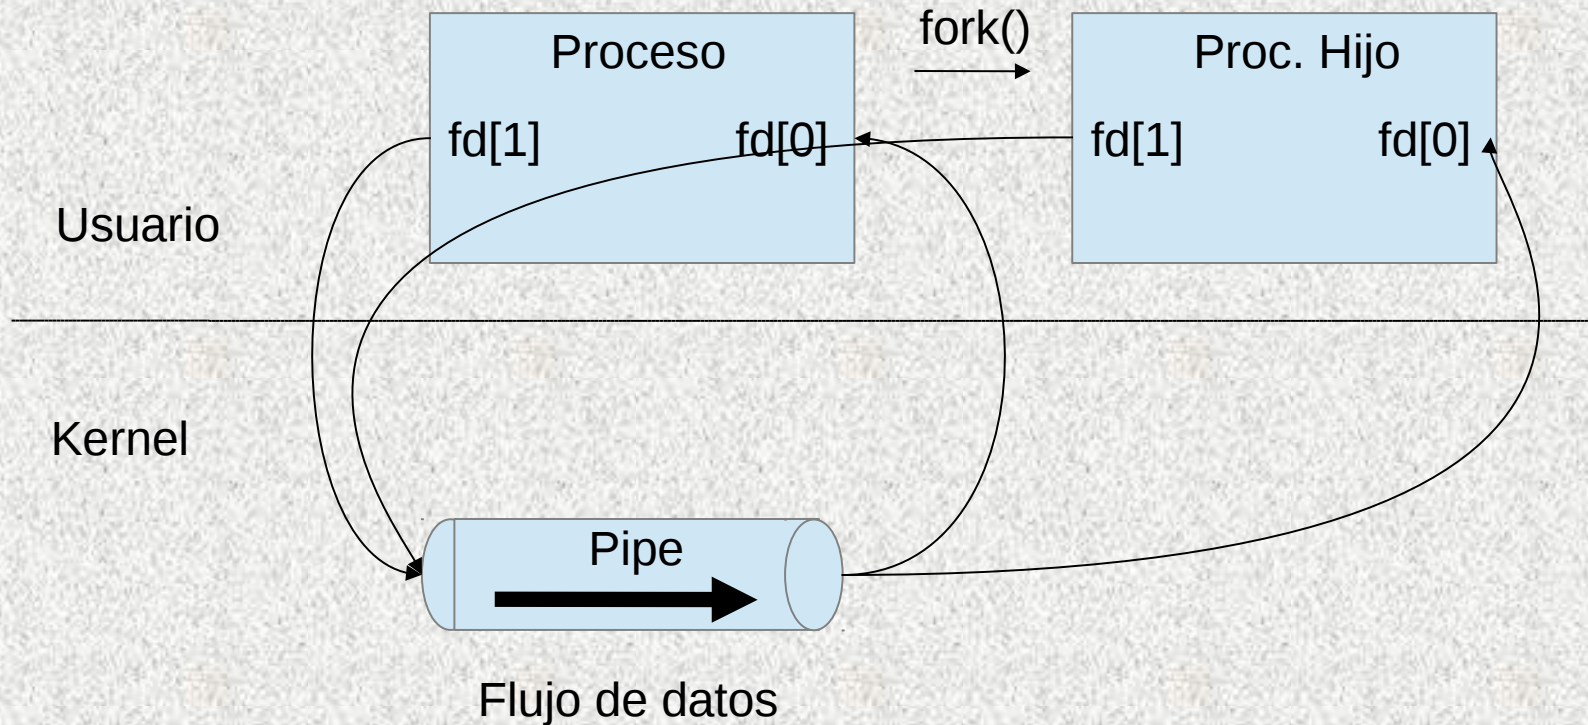 fork()
Proceso
Proc. Hijo
fd[1]
fd[0]
fd[1]
fd[0]
Usuario
Kernel
Pipe
Flujo de datos